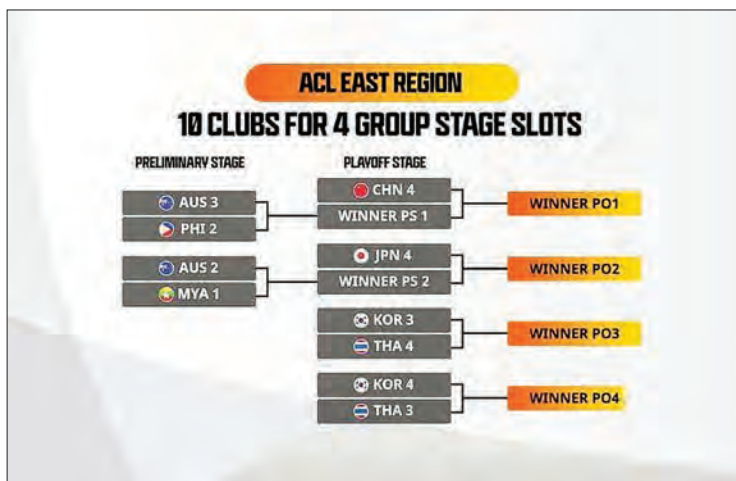 ACL EAST REGION
10 CLUBS FOR 4 GROUP STAGE SLOTS
PRELIMINARY STAGE
PLAYOFF STAGE
AUS 3
PHI 2
AUS 2
MYA 1
CHN 4
WINNER PS 1
JPN 4
WINNER PS 2
KOR 3
THA 4
KOR 4
THA 3
WINNER PO1
WINNER PO2
WINNER PO3
WINNER PO4